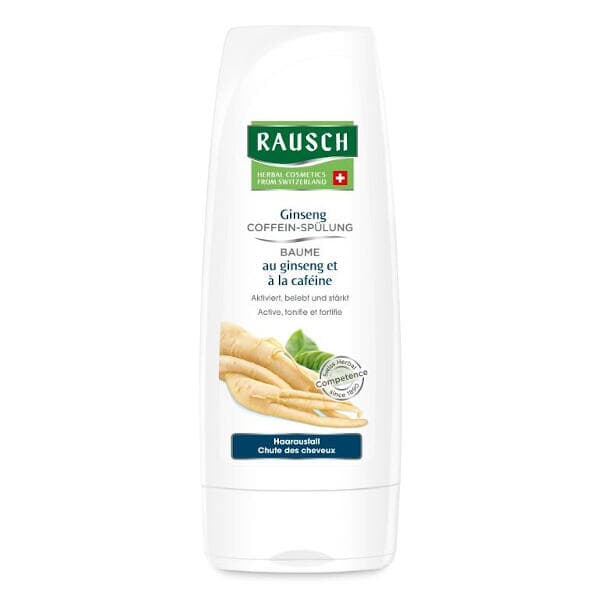 RAUSCH
HERBAL COSMETICS
FROM SWITZERLAND
Ginseng
COFFEIN-SPÜLUNG
BAUME
au ginseng et
à la caféine
Aktiviert, belebt und stärkt
Active, tonifie et fortifie
Swiss Herbal
Competence
since 1890
Haarausfall
Chute des cheveux